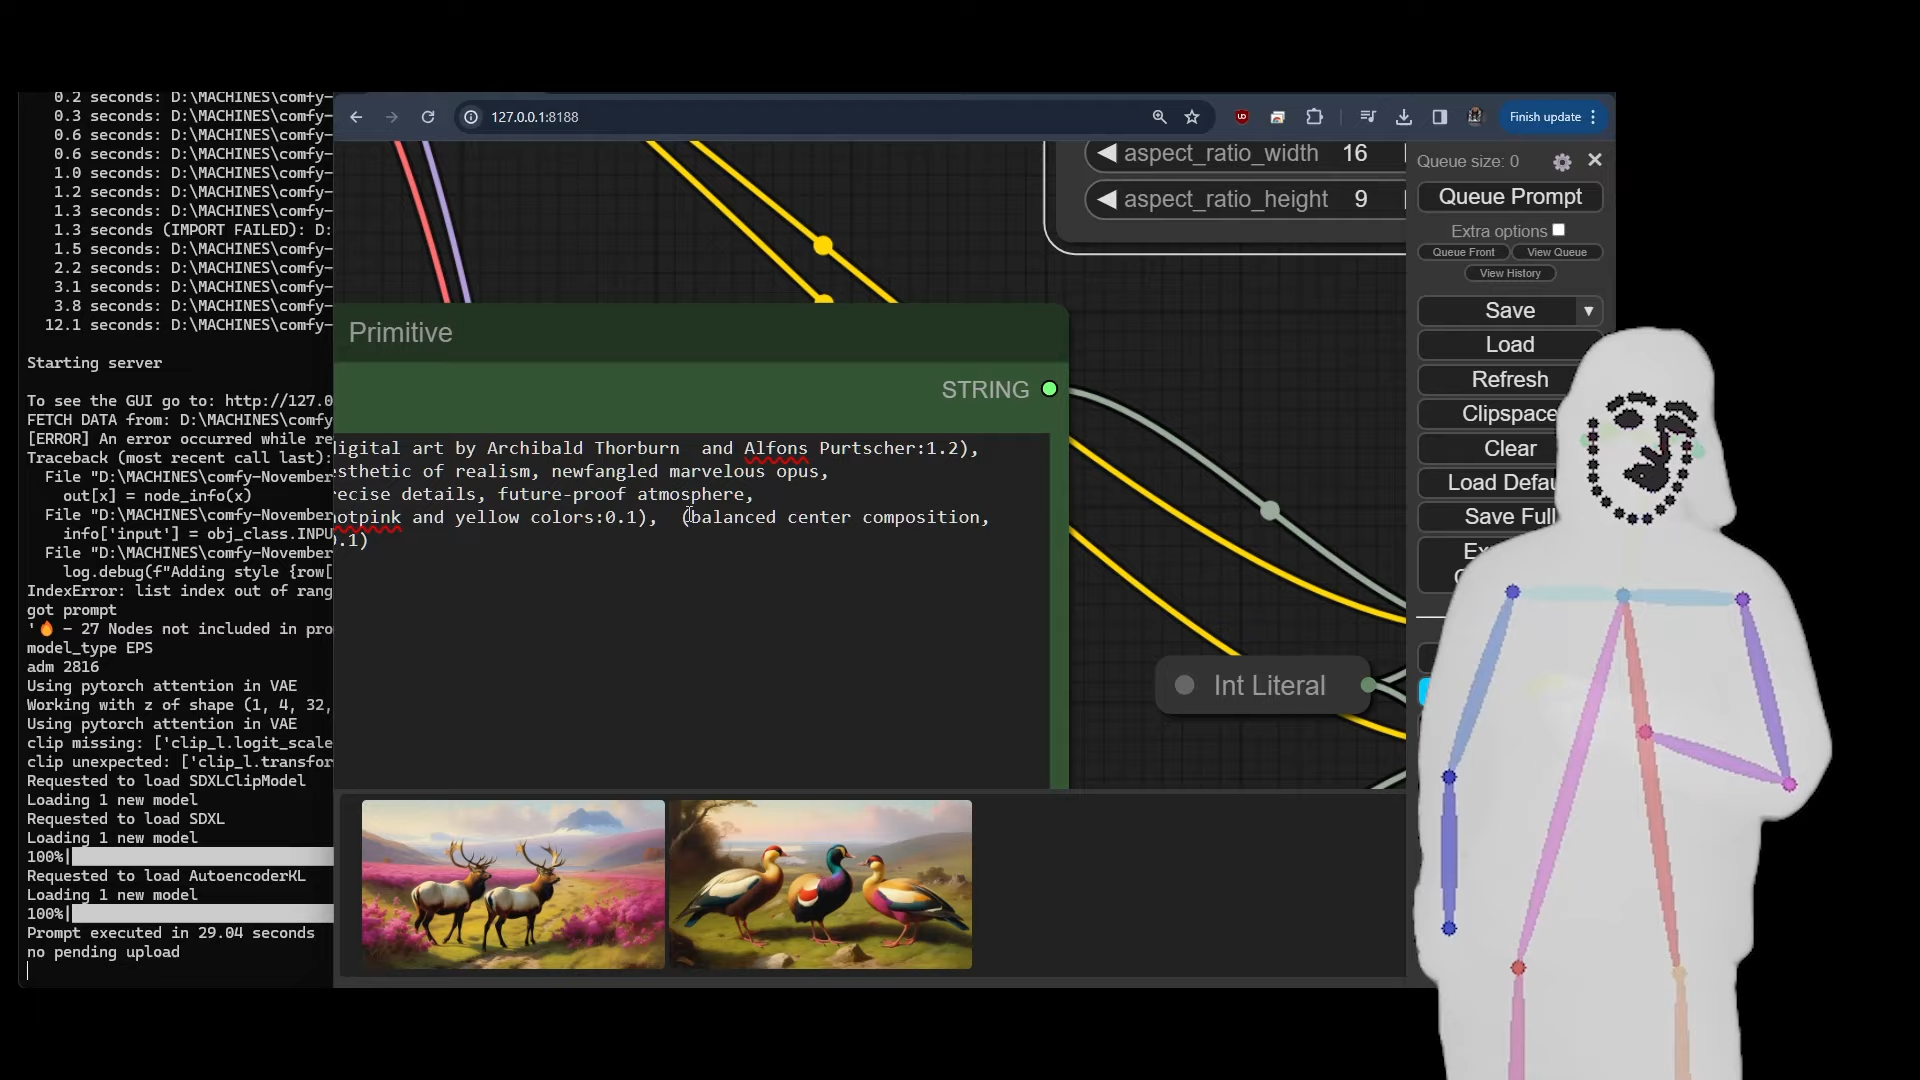 0.2 seconds: D:\MACHINES\comfy-
0.3 seconds: D:\MACHINES\comfy-
0.6 seconds: D:\MACHINES\comfy-
0.6 seconds: D:\MACHINES\comfy-
1.0 seconds: D:\MACHINES\comfy-
1.2 seconds: D:\MACHINES\comfy-
1.3 seconds: D:\MACHINES\comfy-
1.3 seconds (IMPORT FAILED): D:
1.5 seconds: D:\MACHINES\comfy-
2.2 seconds: D:\MACHINES\comfy-
3.1 seconds: D:\MACHINES\comfy-
3.8 seconds: D:\MACHINES\comfy-
12.1 seconds: D:\MACHINES\comfy-
Starting server
To see the GUI go to: http://127.0
FETCH DATA from: D:\MACHINES\comfy
[ERROR] An error occurred while re
Traceback (most recent call last):
File "D:\MACHINES\comfy-November
out[x] = node_info(x)
File "D:\MACHINES\comfy-November
info['input'] = obj_class.INPU
File "D:\MACHINES\comfy-November
log.debug(f"Adding style {row[
IndexError: list index out of rang
got prompt
'🔥 - 27 Nodes not included in pro
model_type EPS
adm 2816
Using pytorch attention in VAE
Working with z of shape (1, 4, 32,
Using pytorch attention in VAE
clip missing: ['clip_l.logit_scale
clip unexpected: ['clip_l.transfor
Requested to load SDXLClipModel
Loading 1 new model
Requested to load SDXL
Loading 1 new model
100%|
Requested to load AutoencoderKL
Loading 1 new model
100%|
Prompt executed in 29.04 seconds
no pending upload
127.0.0.1:8188
Finish update
aspect_ratio_width 16
aspect_ratio_height 9
Primitive
STRING
digital art by Archibald Thorburn  and Alfons Purtscher:1.2),
sthetic of realism, newfangled marvelous opus,
recise details, future-proof atmosphere,
hotpink and yellow colors:0.1),  (balanced center composition,
.1)
Int Literal
Queue size: 0
Queue Prompt
Extra options
Queue Front
View Queue
View History
Save
Load
Refresh
Clipspace
Clear
Load Defau
Save Full